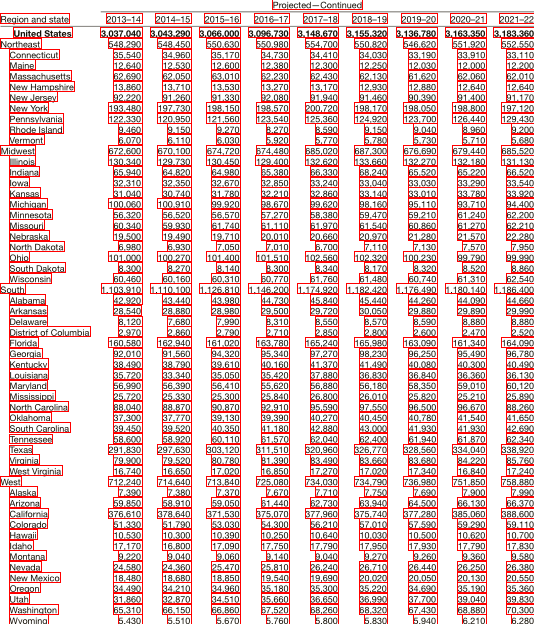 Projected—Continued
Region and state 2013–14 2014–15 2015–16 2016–17 2017–18 2018–19 2019–20 2020–21 2021–22
United States 3,037,040 3,043,290 3,066,000 3,096,730 3,148,670 3,155,320 3,136,780 3,163,350 3,183,360
Northeast 548,290 548,450 550,630 550,980 554,700 550,820 546,620 551,920 552,550
Connecticut 35,540 34,960 35,170 34,730 34,410 34,030 33,190 33,910 33,110
Maine 12,640 12,530 12,600 12,380 12,300 12,250 12,030 12,000 12,200
Massachusetts 62,690 62,050 63,010 62,230 62,430 62,130 61,620 62,060 62,010
New Hampshire 13,860 13,710 13,530 13,270 13,170 12,930 12,880 12,640 12,640
New Jersey 92,220 91,260 91,330 92,080 91,940 91,460 90,390 91,400 91,170
New York 193,480 197,730 198,150 198,570 200,720 198,170 198,050 198,800 197,120
Pennsylvania 122,330 120,950 121,560 123,540 125,360 124,920 123,700 126,440 129,430
Rhode Island 9,460 9,150 9,270 8,270 8,590 9,150 9,040 8,960 9,200
Vermont 6,070 6,110 6,030 5,920 5,770 5,780 5,730 5,710 5,680
Midwest 672,600 670,100 674,720 674,480 685,020 687,300 676,690 679,440 685,520
Illinois 130,340 129,730 130,450 129,400 132,620 133,660 132,270 132,180 131,130
Indiana 65,940 64,820 64,980 65,380 66,330 68,240 65,520 65,220 66,520
Iowa 32,310 32,350 32,670 32,850 33,240 33,040 33,030 33,290 33,540
Kansas 31,040 30,740 31,780 32,210 32,860 33,140 33,010 33,780 33,920
Michigan 100,060 100,910 99,920 98,670 99,620 98,160 95,110 93,710 94,400
Minnesota 56,320 56,520 56,570 57,270 58,380 59,470 59,210 61,240 62,200
Missouri 60,340 59,930 61,740 61,110 61,970 61,540 60,860 61,270 62,210
Nebraska 19,500 19,490 19,710 20,010 20,660 20,970 21,280 21,570 22,280
North Dakota 6,980 6,930 7,050 7,010 6,700 7,110 7,130 7,570 7,950
Ohio 101,000 100,270 101,400 101,510 102,560 102,320 100,230 99,790 99,990
South Dakota 8,300 8,270 8,140 8,300 8,340 8,170 8,320 8,520 8,860
Wisconsin 60,460 60,160 60,310 60,770 61,760 61,480 60,740 61,310 62,540
South 1,103,910 1,110,100 1,126,810 1,146,200 1,174,920 1,182,420 1,176,490 1,180,140 1,186,400
Alabama 42,920 43,440 43,980 44,730 45,840 45,440 44,260 44,090 44,660
Arkansas 28,540 28,880 28,980 29,500 29,720 30,050 29,880 29,890 29,990
Delaware 8,120 7,680 7,990 8,310 8,550 8,570 8,590 8,880 8,880
District of Columbia 2,970 2,860 2,790 2,710 2,850 2,800 2,600 2,470 2,520
Florida 160,580 162,940 161,020 163,780 165,240 165,980 163,090 161,340 164,090
Georgia 92,010 91,560 94,320 95,340 97,270 98,230 96,250 95,490 96,780
Kentucky 38,490 38,790 39,610 40,160 41,370 41,490 40,080 40,300 40,490
Louisiana 35,720 33,340 35,050 35,420 37,880 36,830 36,840 36,360 36,130
Maryland 56,990 56,390 56,410 55,620 56,880 56,180 58,350 59,010 60,120
Mississippi 25,720 25,330 25,300 25,840 26,800 26,010 25,820 25,210 25,890
North Carolina 88,040 88,870 90,870 92,910 95,590 97,550 96,500 96,670 88,260
Oklahoma 37,300 37,770 39,130 39,390 40,270 40,450 40,780 41,540 41,650
South Carolina 39,450 39,520 40,350 41,180 42,880 43,000 41,930 41,930 42,690
Tennessee 58,600 58,920 60,110 61,570 62,040 62,400 61,940 61,870 62,340
Texas 291,830 297,630 303,120 311,510 320,960 326,770 328,560 334,040 338,920
Virginia 79,900 79,520 80,780 81,390 83,490 83,660 83,680 84,220 85,760
West Virginia 16,740 16,650 17,020 16,850 17,270 17,020 17,340 16,840 17,240
West 712,240 714,640 713,840 725,080 734,030 734,790 736,980 751,850 758,880
Alaska 7,390 7,380 7,370 7,670 7,710 7,750 7,690 7,900 7,990
Arizona 59,850 58,910 59,050 61,440 62,730 63,940 64,500 66,130 66,370
California 376,610 378,640 371,530 375,070 377,960 375,740 377,280 385,060 388,600
Colorado 51,330 51,790 53,030 54,300 56,210 57,010 57,590 59,290 59,110
Hawaii 10,530 10,300 10,390 10,250 10,640 10,030 10,500 10,620 10,700
Idaho 17,170 16,800 17,090 17,750 17,790 17,950 17,930 17,790 17,830
Montana 9,220 9,040 9,060 9,140 9,040 9,270 9,260 9,360 9,580
Nevada 24,580 24,360 25,470 25,810 26,240 26,710 26,440 26,250 26,380
New Mexico 18,480 18,680 18,850 19,540 19,690 20,020 20,050 20,130 20,550
Oregon 34,490 34,210 34,960 35,180 35,300 35,220 34,690 35,190 35,360
Utah 31,860 32,870 34,510 35,660 36,650 36,990 37,700 39,040 39,830
Washington 65,310 66,150 66,860 67,520 68,260 68,320 67,430 68,880 70,300
Wyoming 5,430 5,510 5,670 5,760 5,800 5,830 5,940 6,210 6,280